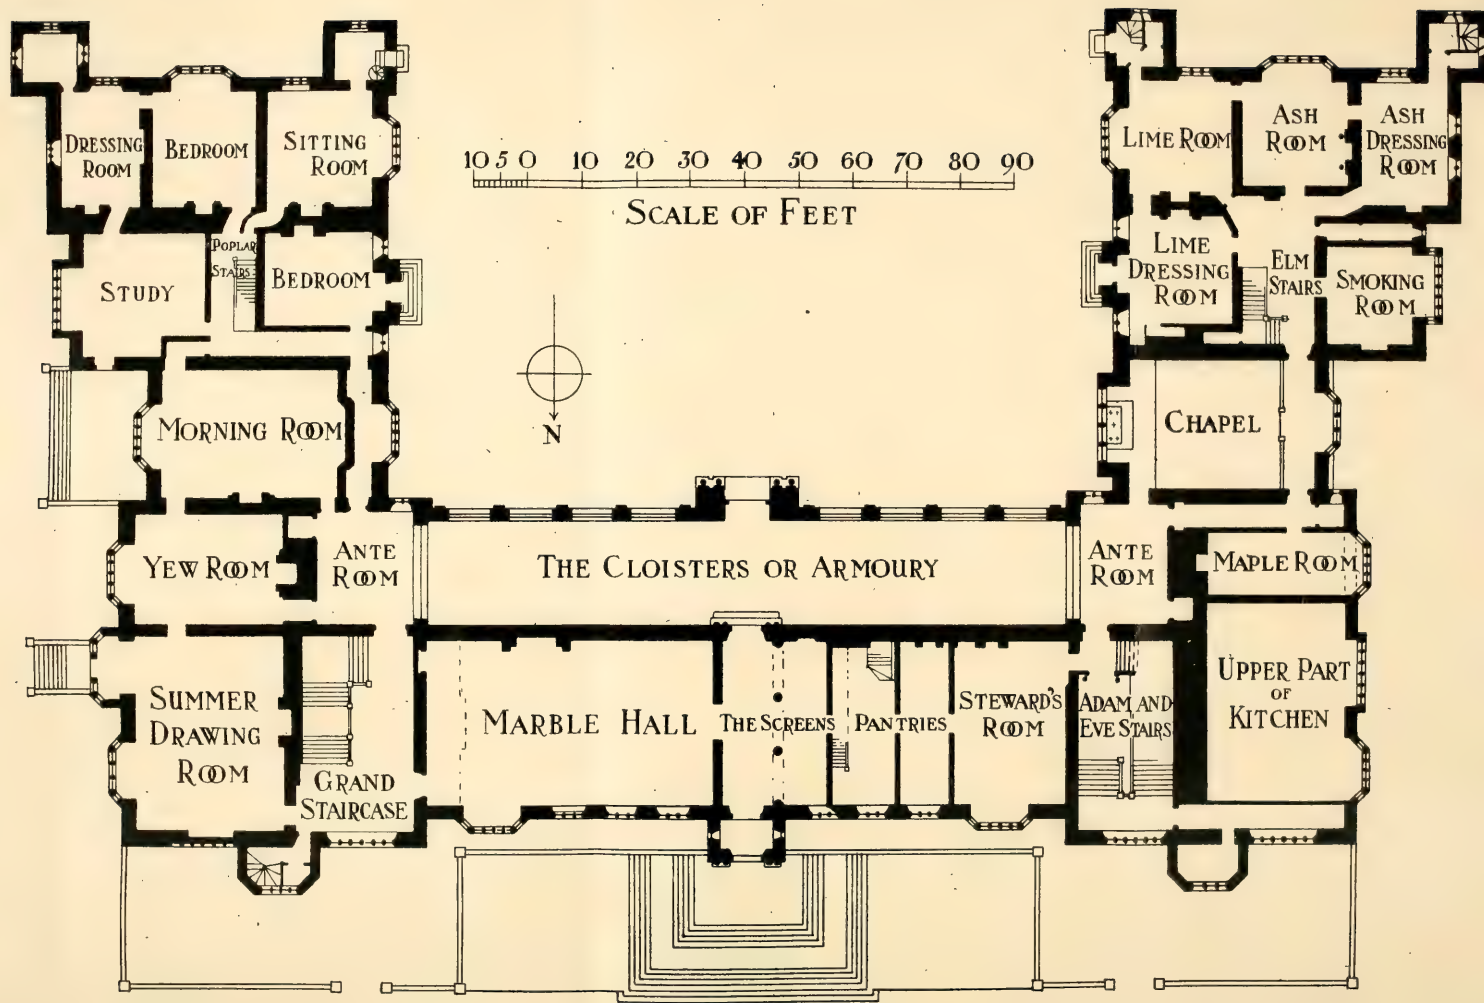 DRESSING
ROOM
BEDROOM
SITTING
ROOM
10 5 0 10 20 30 40 50 60 70 80 90
SCALE OF FEET
LIME ROOM
ASH
ROOM
ASH
DRESSING
ROOM
STUDY
POPLAR
STAIRS
BEDROOM
LIME
DRESSING
ROOM
ELM
STAIRS
SMOKING
ROOM
N
MORNING ROOM
CHAPEL
YEW ROOM
ANTE
ROOM
THE CLOISTERS OR ARMOURY
ANTE
ROOM
MAPLE ROOM
SUMMER
DRAWING
ROOM
GRAND
STAIRCASE
MARBLE HALL
THE SCREENS
PANTRIES
STEWARD'S
ROOM
ADAM AND
EVE STAIRS
UPPER PART
OF
KITCHEN